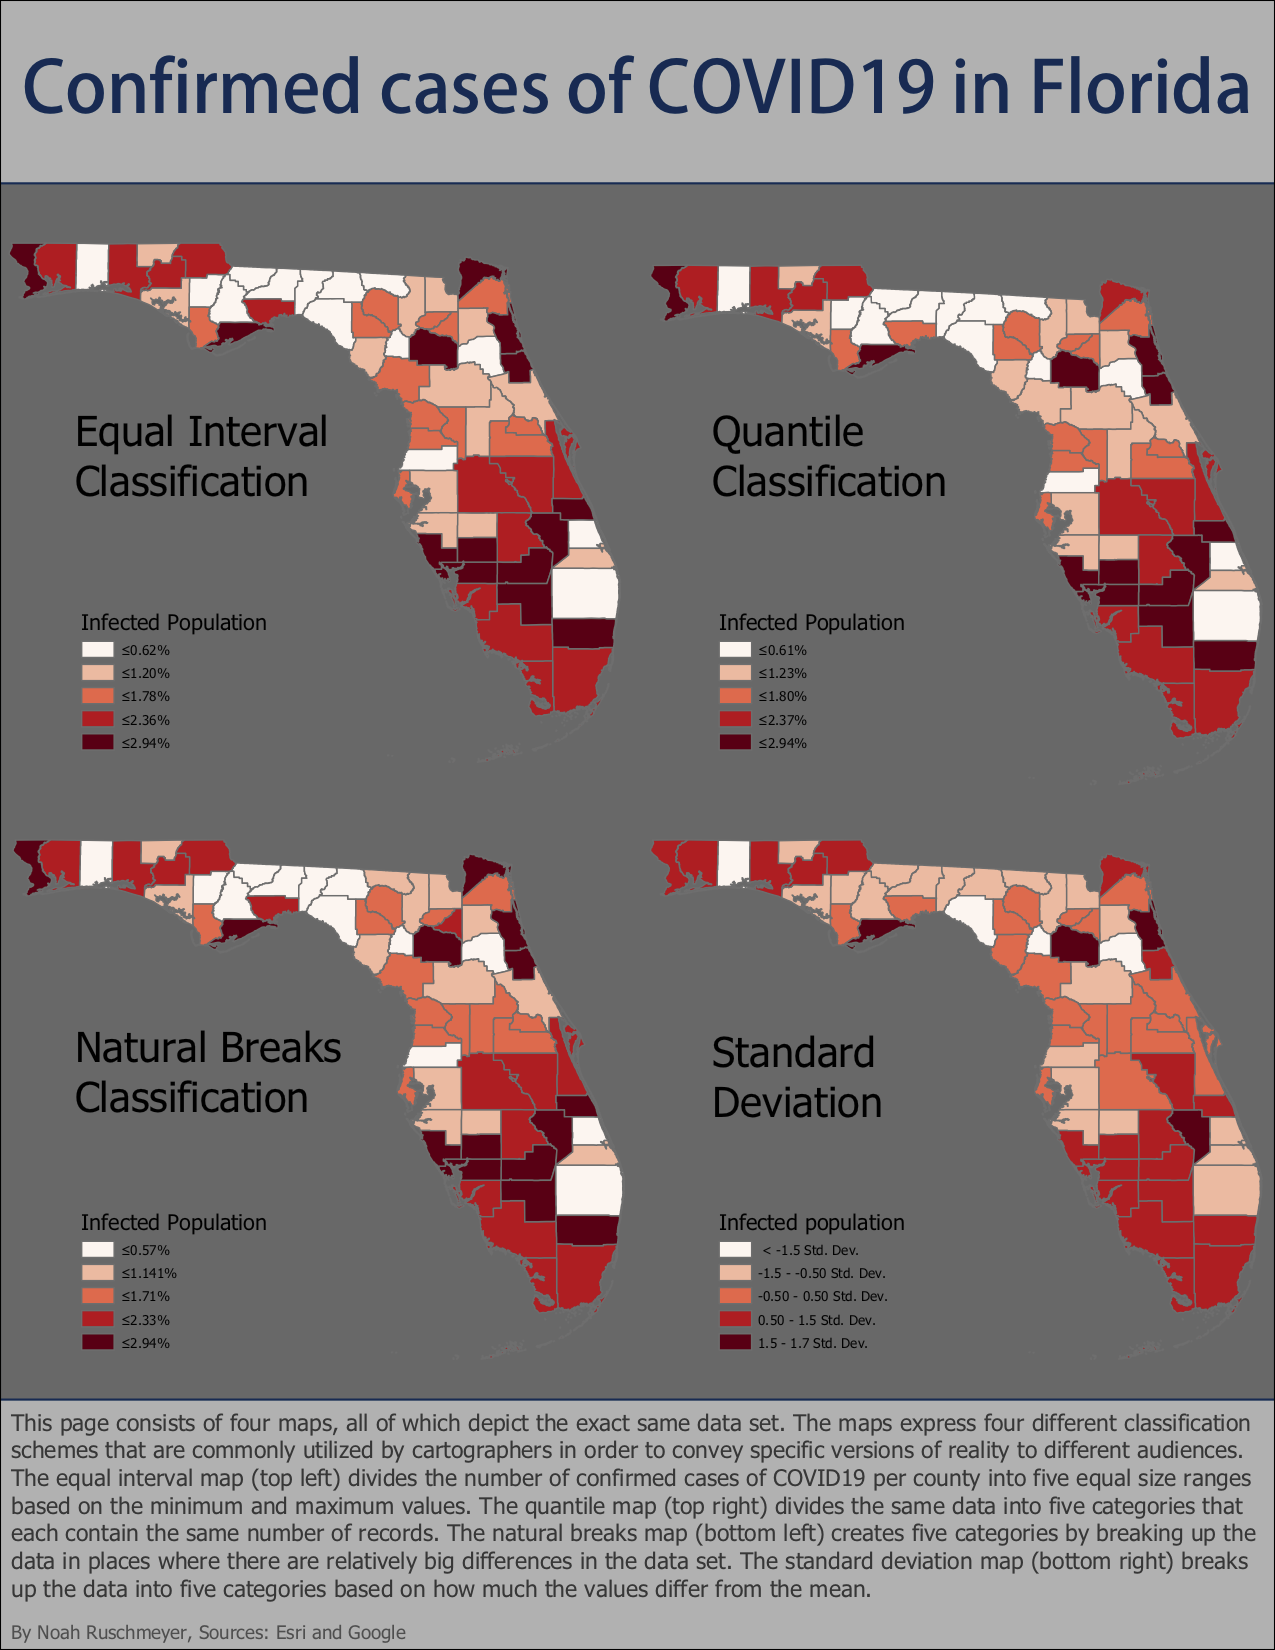 Confirmed cases of COVID19 in Florida
Equal Interval
Classification
Infected Population
≤0.62%
≤1.20%
≤1.78%
≤2.36%
≤2.94%
Quantile
Classification
Infected Population
≤0.61%
≤1.23%
≤1.80%
≤2.37%
≤2.94%
Natural Breaks
Classification
Infected Population
≤0.57%
≤1.141%
≤1.71%
≤2.33%
≤2.94%
Standard
Deviation
Infected population
< -1.5 Std. Dev.
-1.5 - -0.50 Std. Dev.
-0.50 - 0.50 Std. Dev.
0.50 - 1.5 Std. Dev.
1.5 - 1.7 Std. Dev.
This page consists of four maps, all of which depict the exact same data set. The maps express four different classification
schemes that are commonly utilized by cartographers in order to convey specific versions of reality to different audiences.
The equal interval map (top left) divides the number of confirmed cases of COVID19 per county into five equal size ranges
based on the minimum and maximum values. The quantile map (top right) divides the same data into five categories that
each contain the same number of records. The natural breaks map (bottom left) creates five categories by breaking up the
data in places where there are relatively big differences in the data set. The standard deviation map (bottom right) breaks
up the data into five categories based on how much the values differ from the mean.
By Noah Ruschmeyer, Sources: Esri and Google